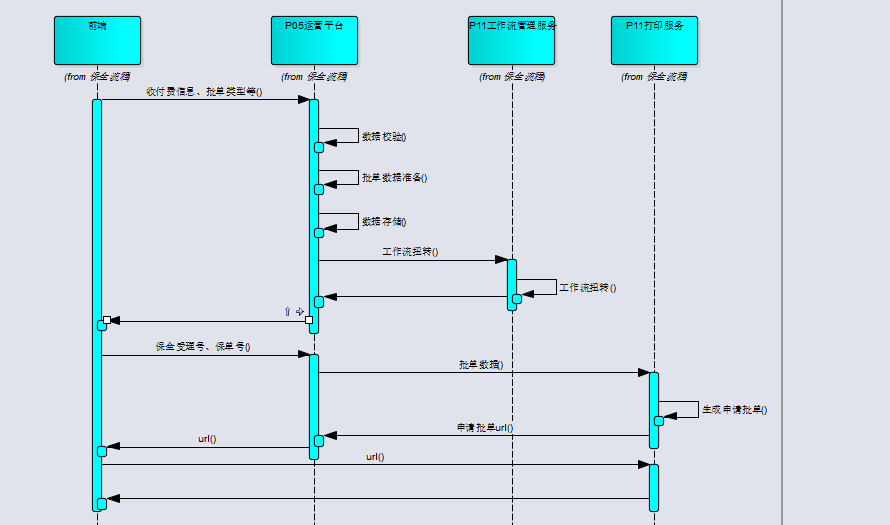 前端
P05运营平台
P11工作流管理服务
P11打印服务
(from 保全流程)
(from 保全流程)
(from 保全流程)
(from 保全流程)
收付费信息、批单类型等()
数据校验()
批单数据准备()
数据存储()
工作流扭转()
工作流扭转()
保全受理号、保单号()
批单数据()
生成申请批单()
申请批单url()
url()
url()